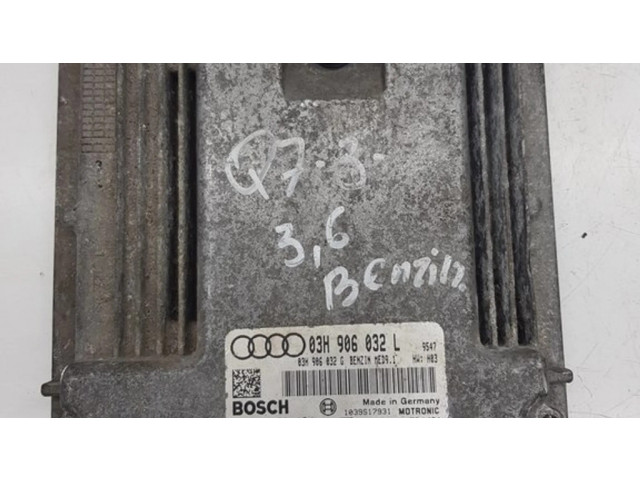 Q7-3-
3,6
Benzin.
03H 906 032 L 9547
03H 906 032 G BENZIN MED9.1 HW: H03
BOSCH Made in Germany
1039S17931 MOTRONIC